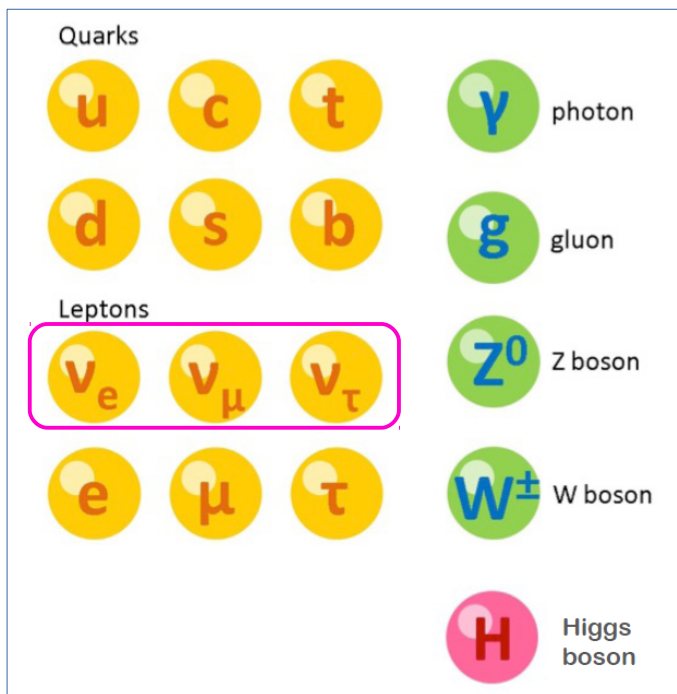 Quarks
u c t
d s b
Leptons
νe νμ ντ
e μ τ
γ photon
g gluon
Z⁰ Z boson
W± W boson
H Higgs
boson